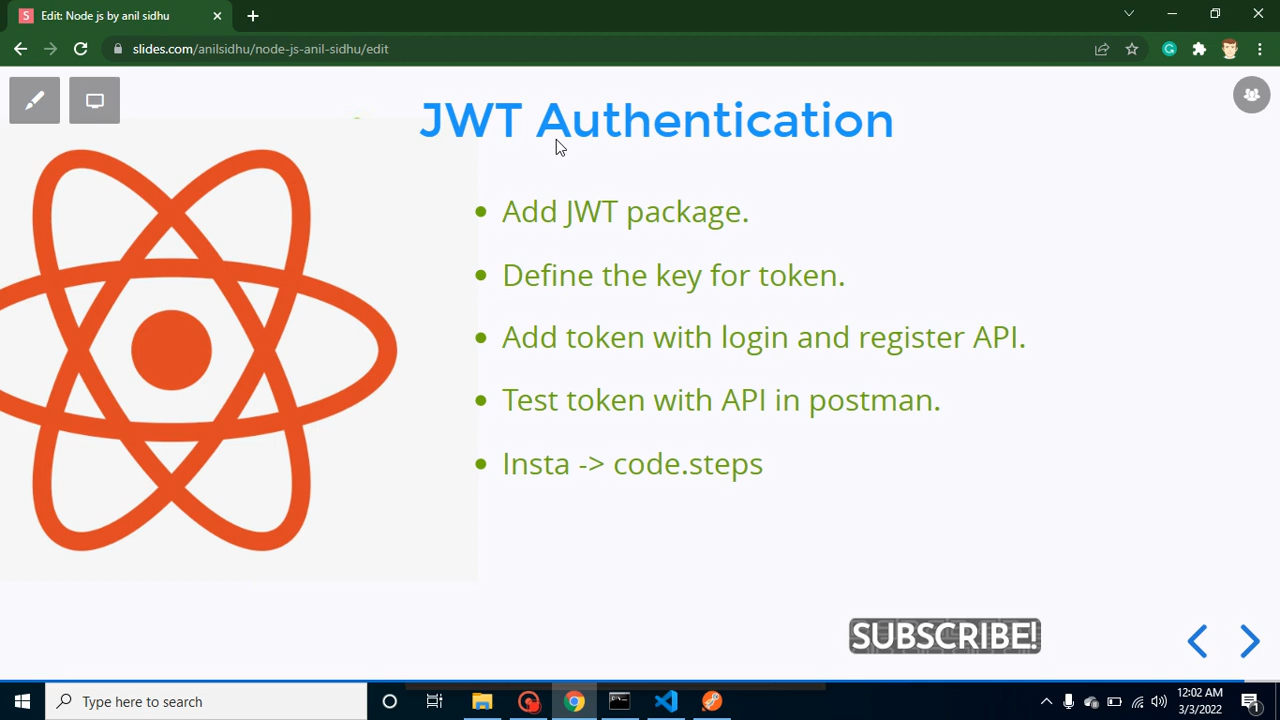 Edit: Node js by anil sidhu
slides.com/anilsidhu/node-js-anil-sidhu/edit
JWT Authentication
Add JWT package.
Define the key for token.
Add token with login and register API.
Test token with API in postman.
Insta -> code.steps
SUBSCRIBE!
Type here to search
12:02 AM
3/3/2022
1